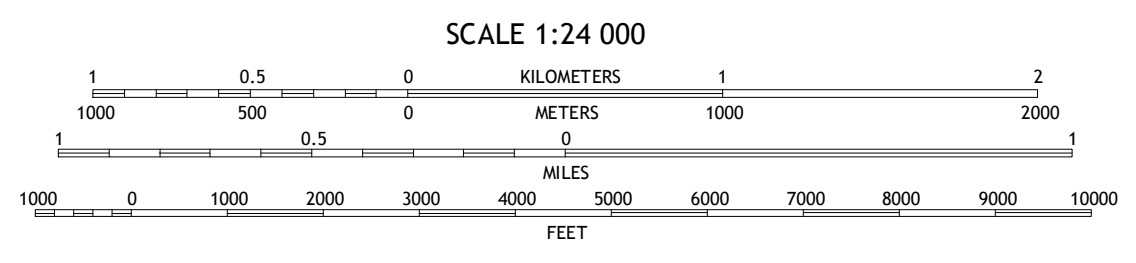 SCALE 1:24 000
1 0.5 0 KILOMETERS 1 2
1000 500 0 METERS 1000 2000
1 0.5 0 1
MILES
1000 0 1000 2000 3000 4000 5000 6000 7000 8000 9000 10000
FEET